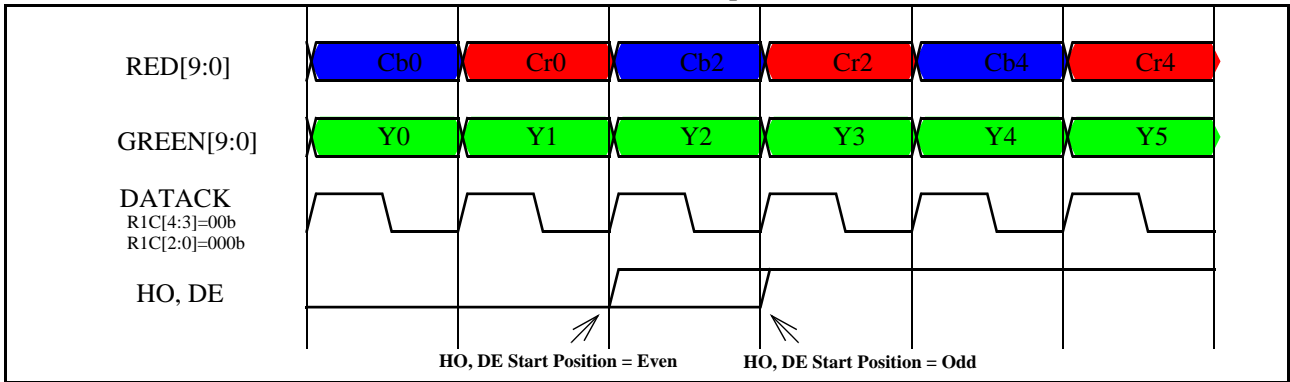 RED[9:0] Cb0 Cr0 Cb2 Cr2 Cb4 Cr4
GREEN[9:0] Y0 Y1 Y2 Y3 Y4 Y5
DATACK
R1C[4:3]=00b
R1C[2:0]=000b
HO, DE
HO, DE Start Position = Even HO, DE Start Position = Odd